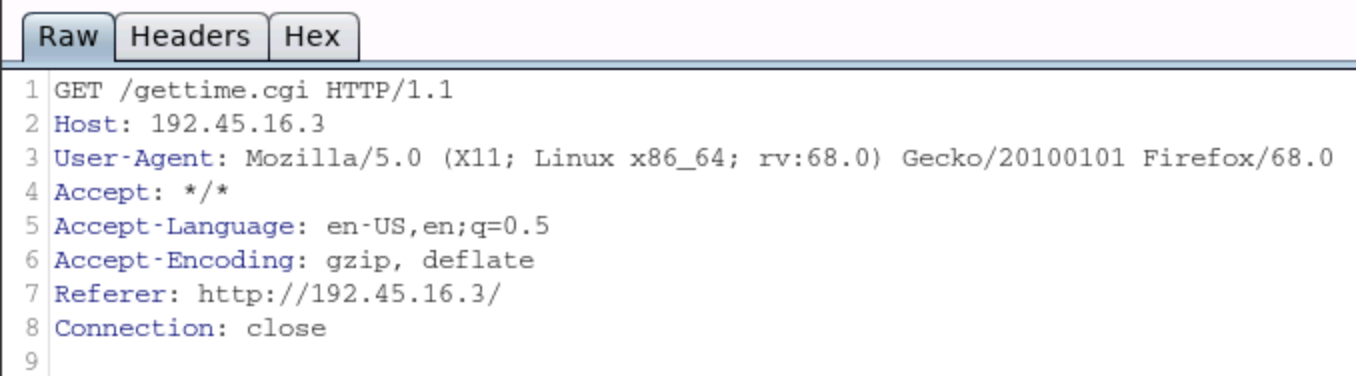 Raw Headers Hex
1 GET /gettime.cgi HTTP/1.1
2 Host: 192.45.16.3
3 User-Agent: Mozilla/5.0 (X11; Linux x86_64; rv:68.0) Gecko/20100101 Firefox/68.0
4 Accept: */*
5 Accept-Language: en-US,en;q=0.5
6 Accept-Encoding: gzip, deflate
7 Referer: http://192.45.16.3/
8 Connection: close
9